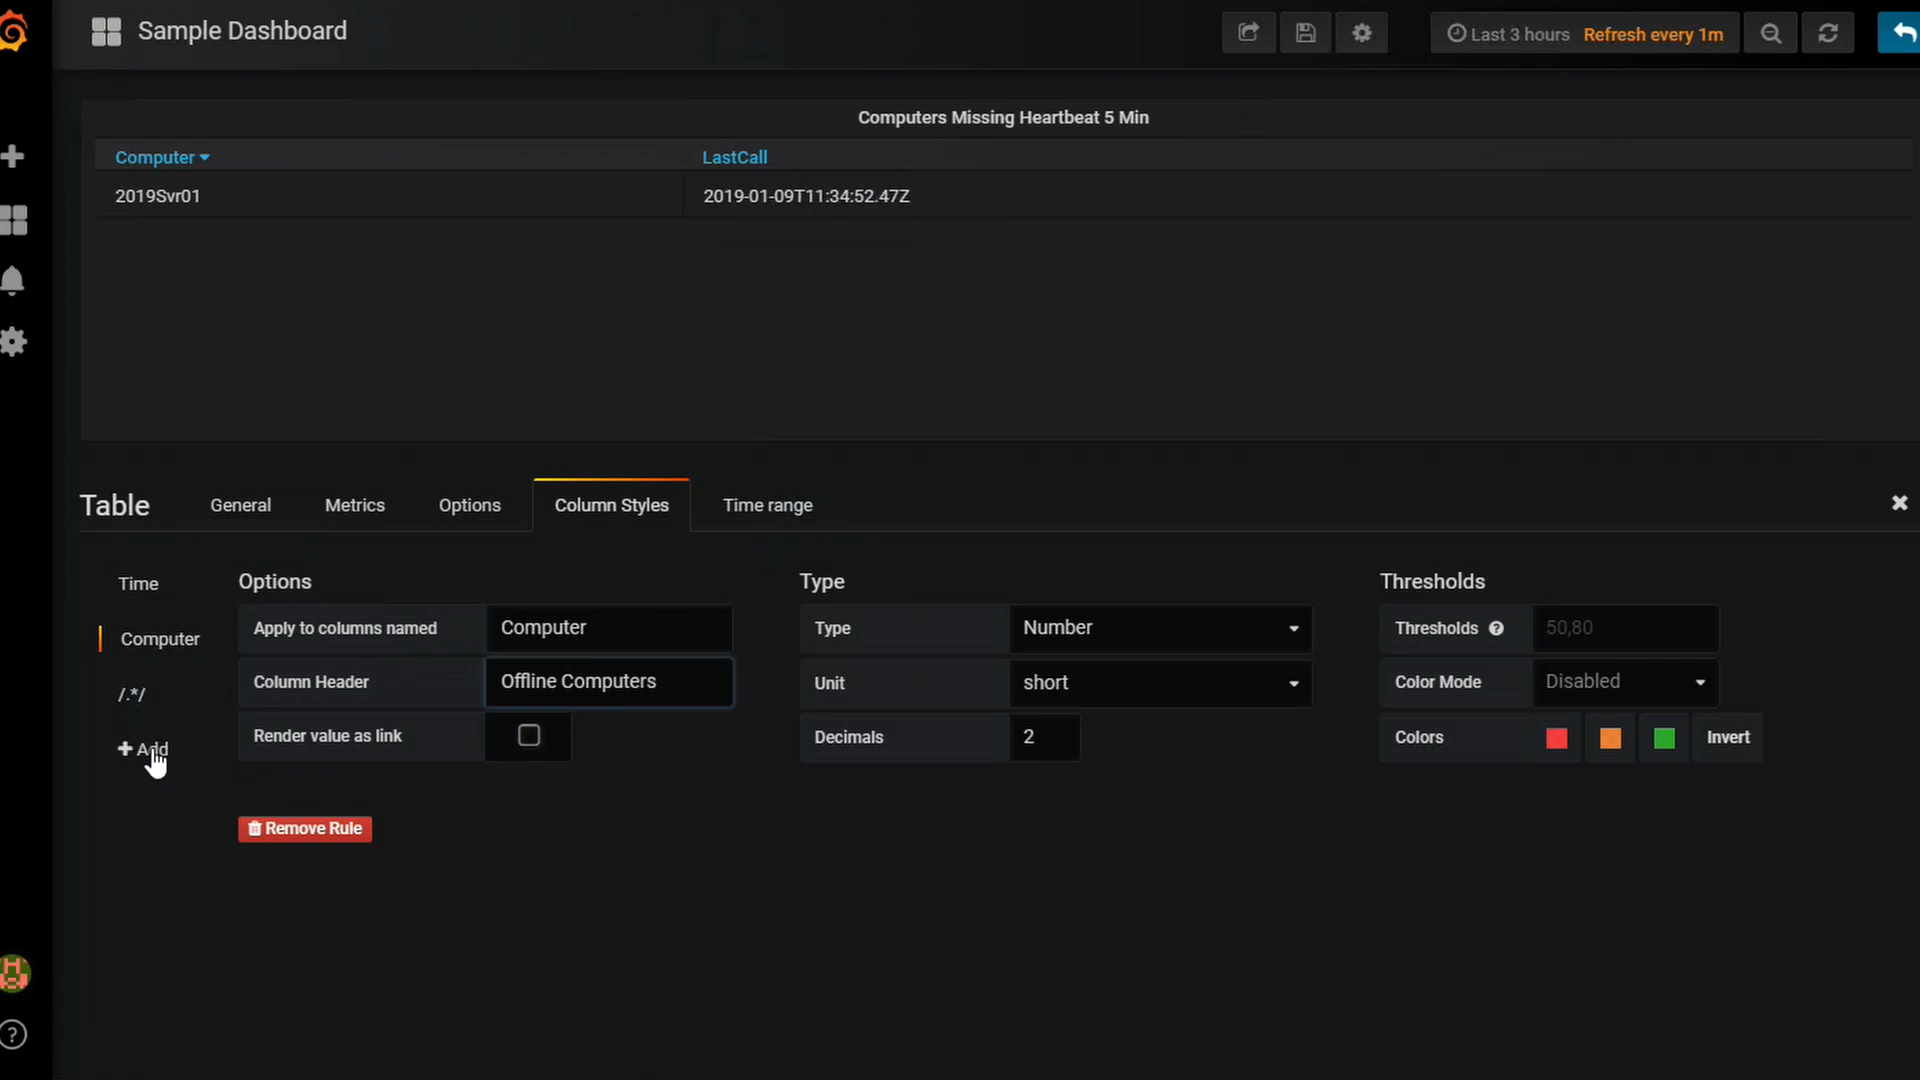 Sample Dashboard
Last 3 hours Refresh every 1m
Computers Missing Heartbeat 5 Min
Computer LastCall
2019Svr01 2019-01-09T11:34:52.47Z
Table General Metrics Options Column Styles Time range
Time
Computer
/.*/
+ Add
Options
Apply to columns named Computer
Column Header Offline Computers
Render value as link
Remove Rule
Type
Type Number
Unit short
Decimals 2
Thresholds
Thresholds 50,80
Color Mode Disabled
Colors Invert